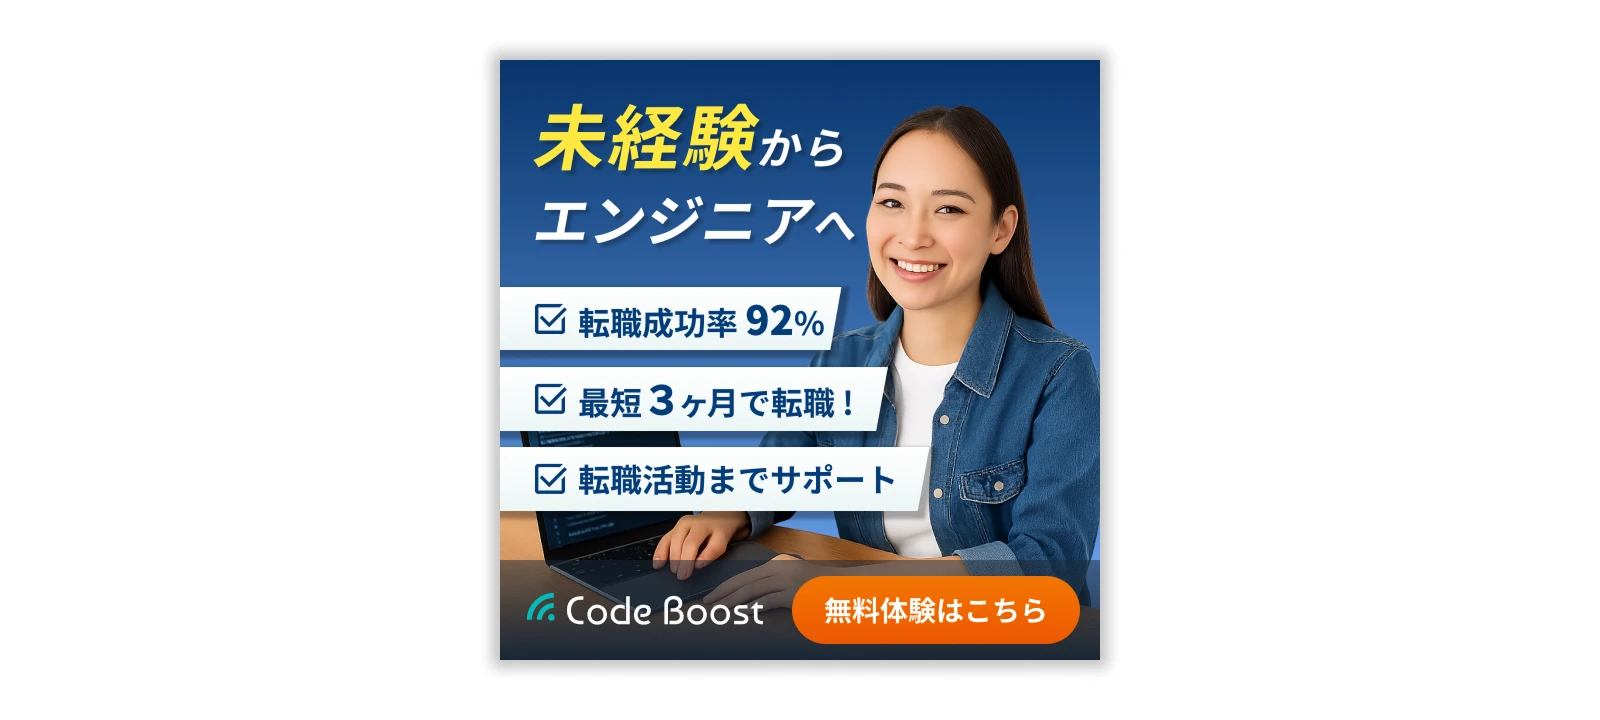 未経験から
エンジニアへ
転職成功率 92%
最短 3ヶ月で転職！
転職活動までサポート
Code Boost
無料体験はこちら